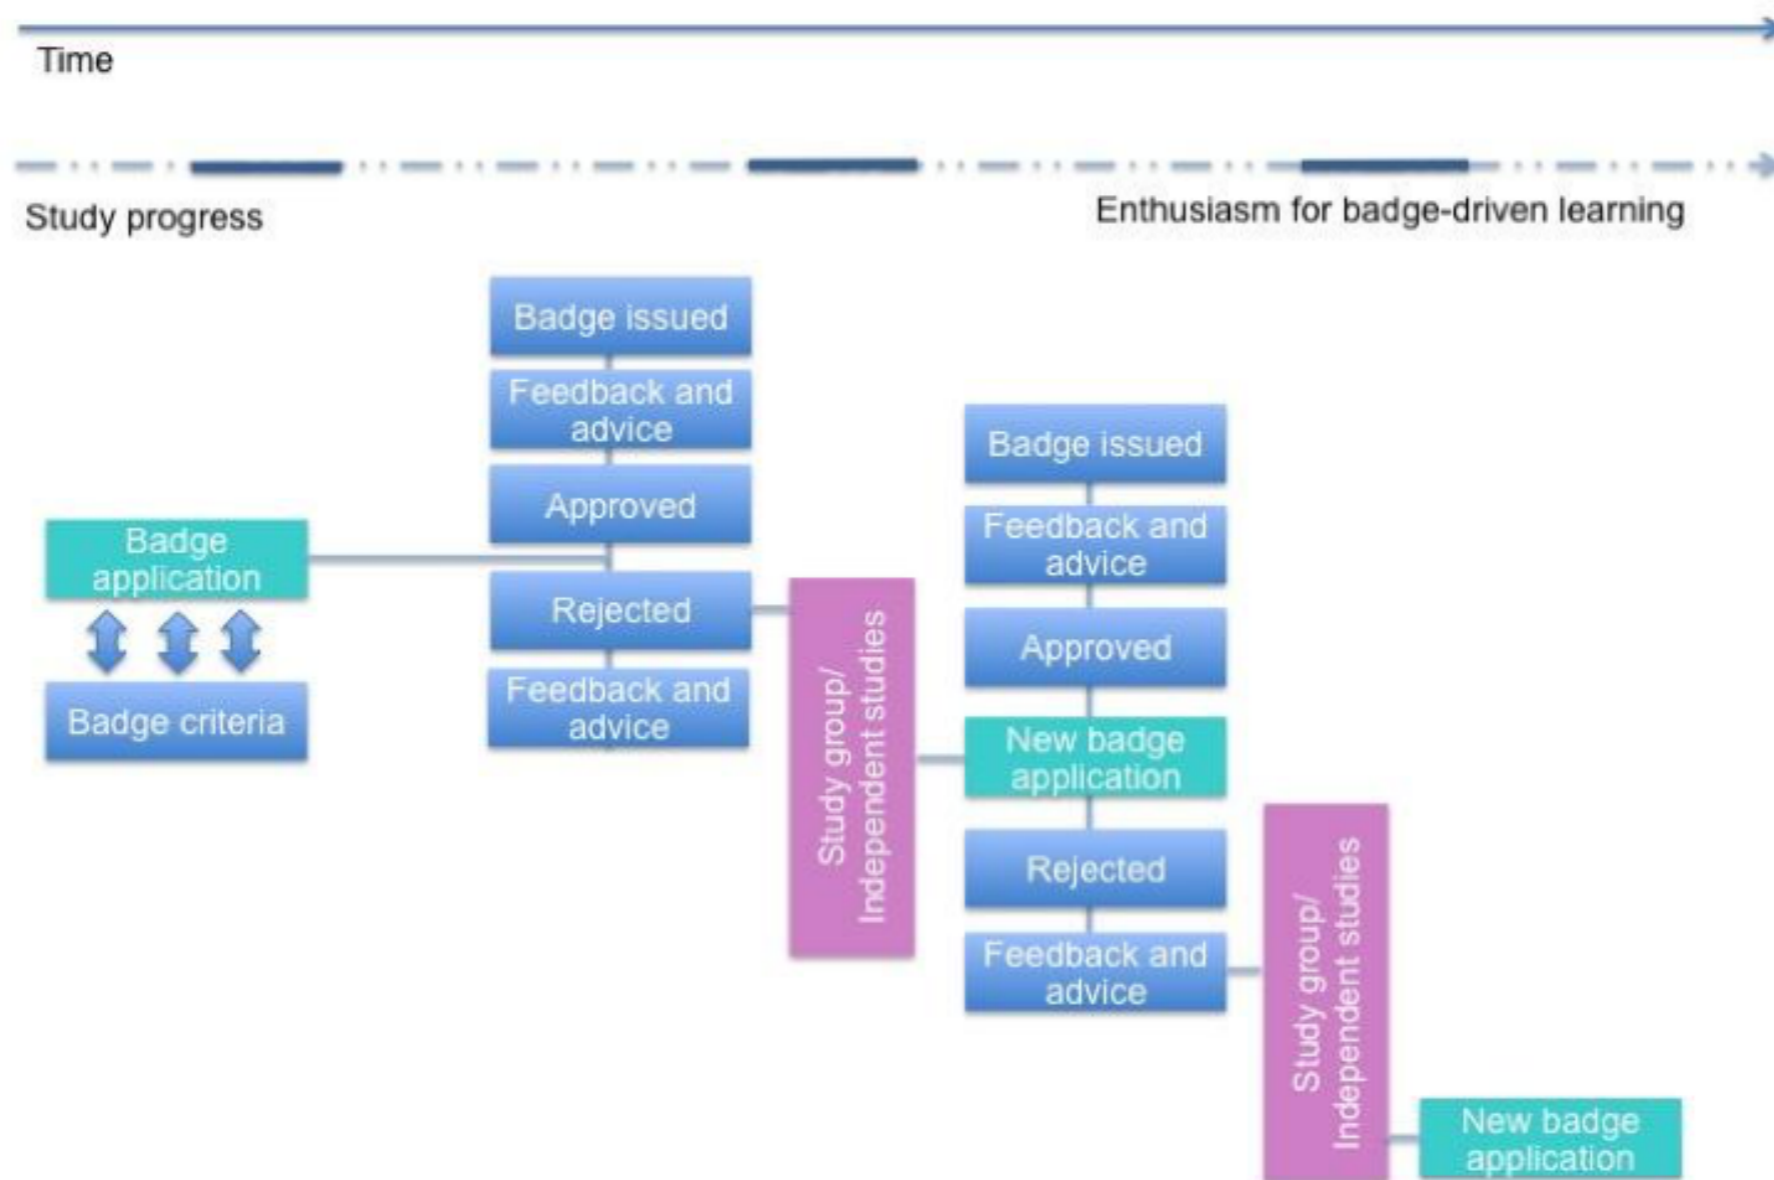 Time
Study progress
Enthusiasm for badge-driven learning
Badge
application
Badge criteria
Badge issued
Feedback and
advice
Approved
Rejected
Feedback and
advice
Study group/
Independent studies
Badge issued
Feedback and
advice
Approved
New badge
application
Rejected
Feedback and
advice
Study group/
Independent studies
New badge
application